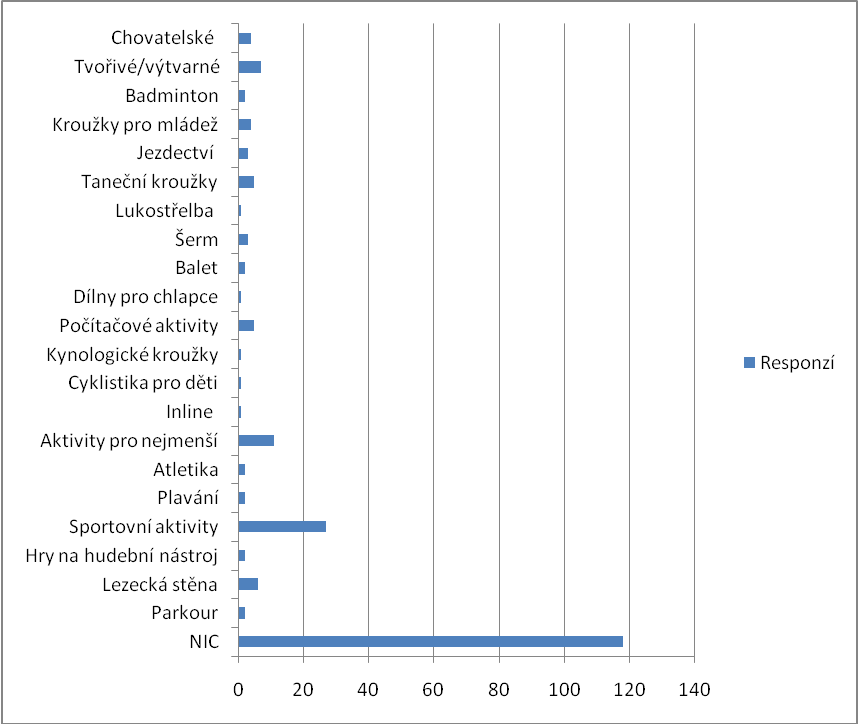 Chovatelské
Tvořivé/výtvarné
Badminton
Kroužky pro mládež
Jezdectví
Taneční kroužky
Lukostřelba
Šerm
Balet
Dílny pro chlapce
Počítačové aktivity
Kynologické kroužky
Cyklistika pro děti
Inline
Aktivity pro nejmenší
Atletika
Plavání
Sportovní aktivity
Hry na hudební nástroj
Lezecká stěna
Parkour
NIC
0 20 40 60 80 100 120 140
Responzí